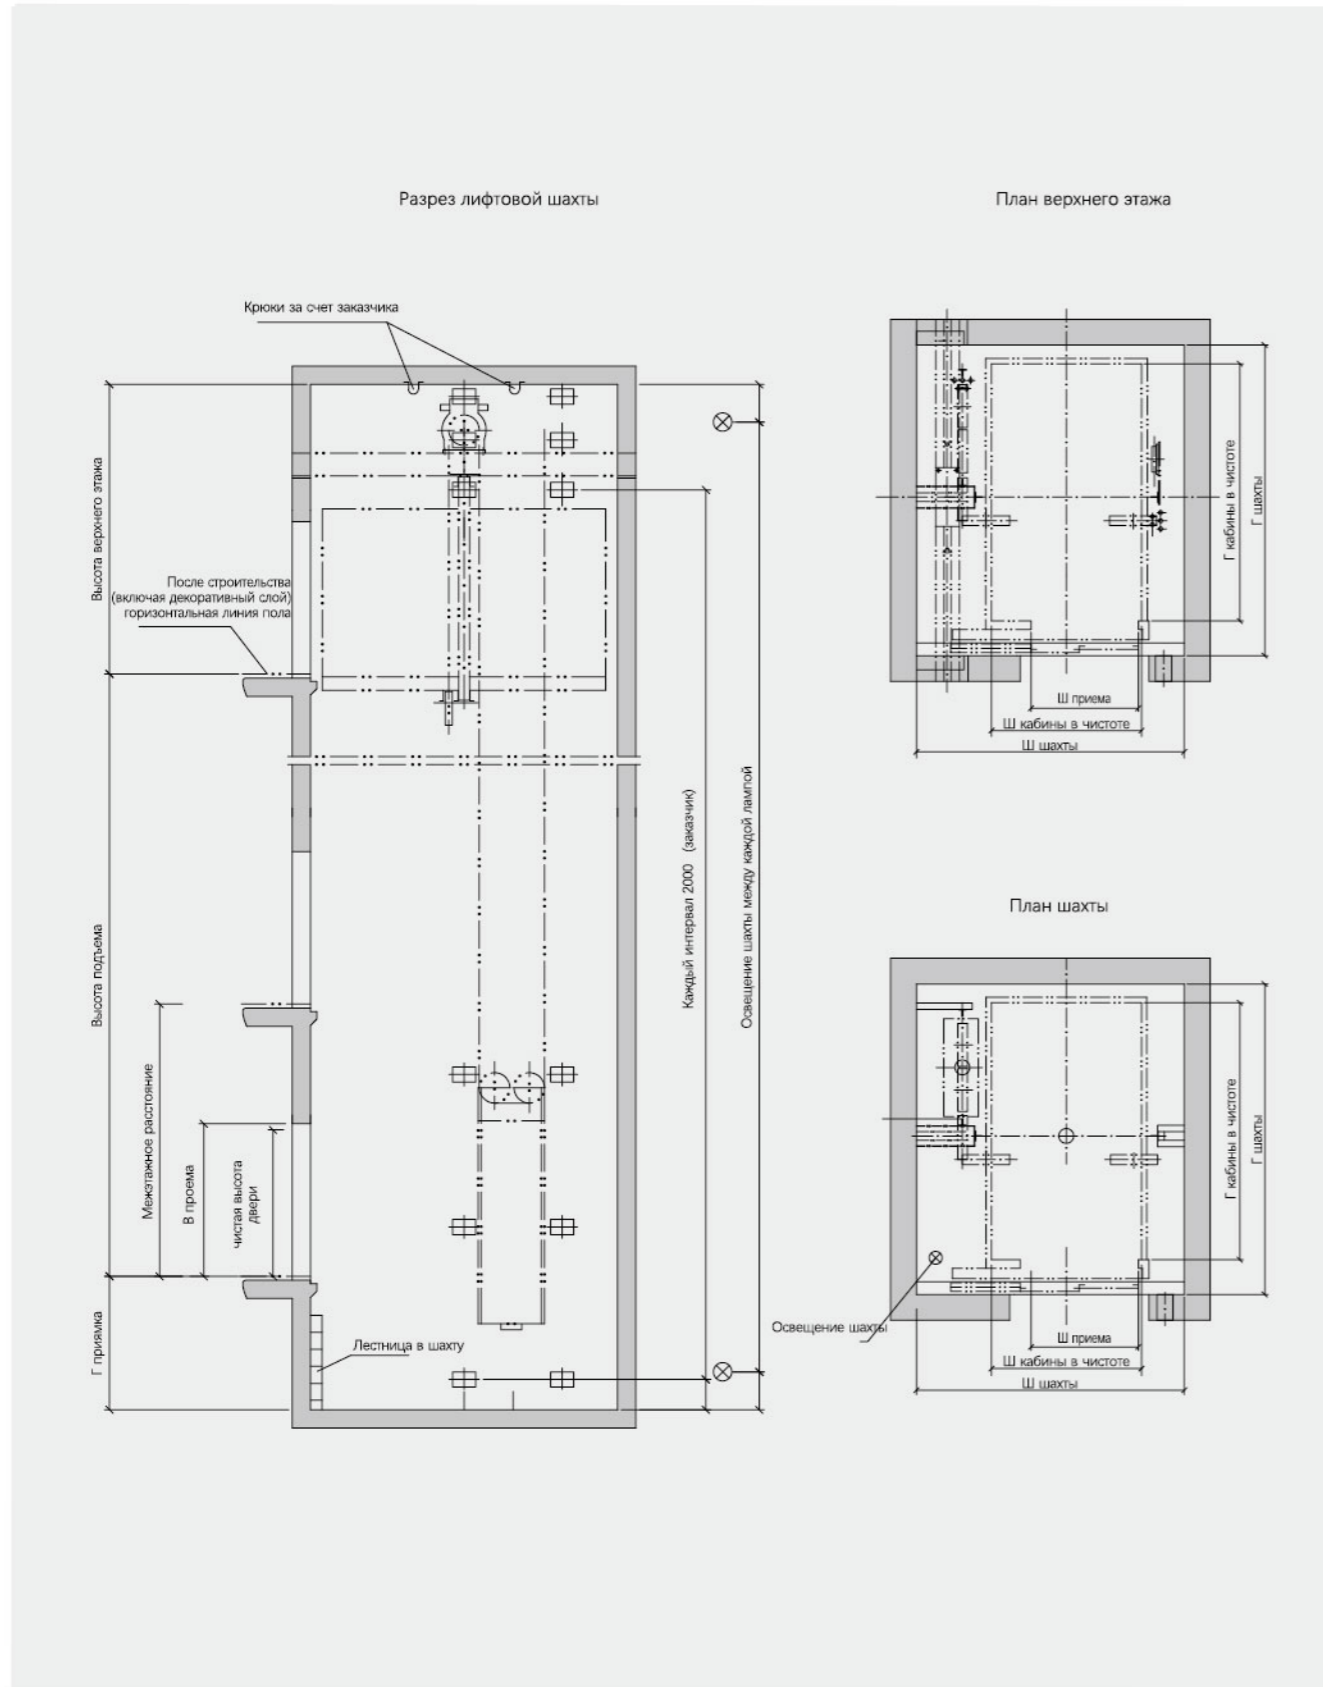 Разрез лифтовой шахты
План верхнего этажа
Крюки за счет заказчика
Высота верхнего этажа
После строительства
(включая декоративный слой)
горизонтальная линия пола
Высота подъема
Межэтажное расстояние
В проема
чистая высота
двери
Г приямка
Лестница в шахту
Каждый интервал 2000 (заказчик)
Освещение шахты между каждой лампой
Г кабины в чистоте
Г шахты
Ш приема
Ш кабины в чистоте
Ш шахты
План шахты
Г кабины в чистоте
Г шахты
Освещение шахты
Ш приема
Ш кабины в чистоте
Ш шахты